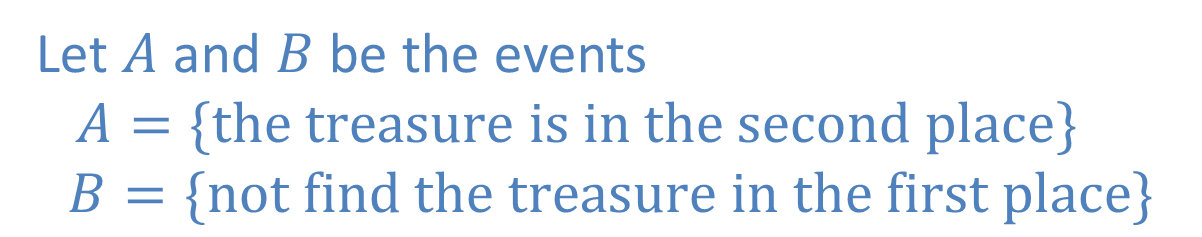 Let A and B be the events
A = {the treasure is in the second place}
B = {not find the treasure in the first place}